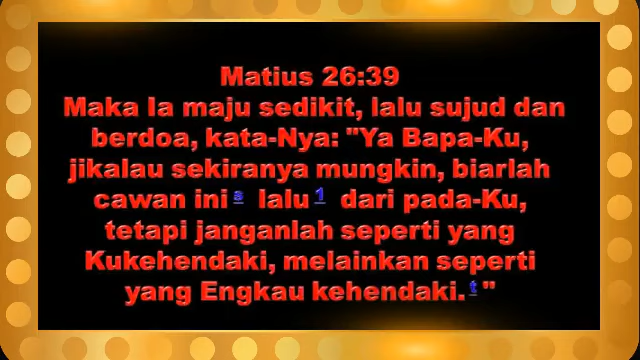 Matius 26:39
Maka Ia maju sedikit, lalu sujud dan
berdoa, kata-Nya: "Ya Bapa-Ku,
jikalau sekiranya mungkin, biarlah
cawan ini s lalu 1 dari pada-Ku,
tetapi janganlah seperti yang
Kukehendaki, melainkan seperti
yang Engkau kehendaki. t "